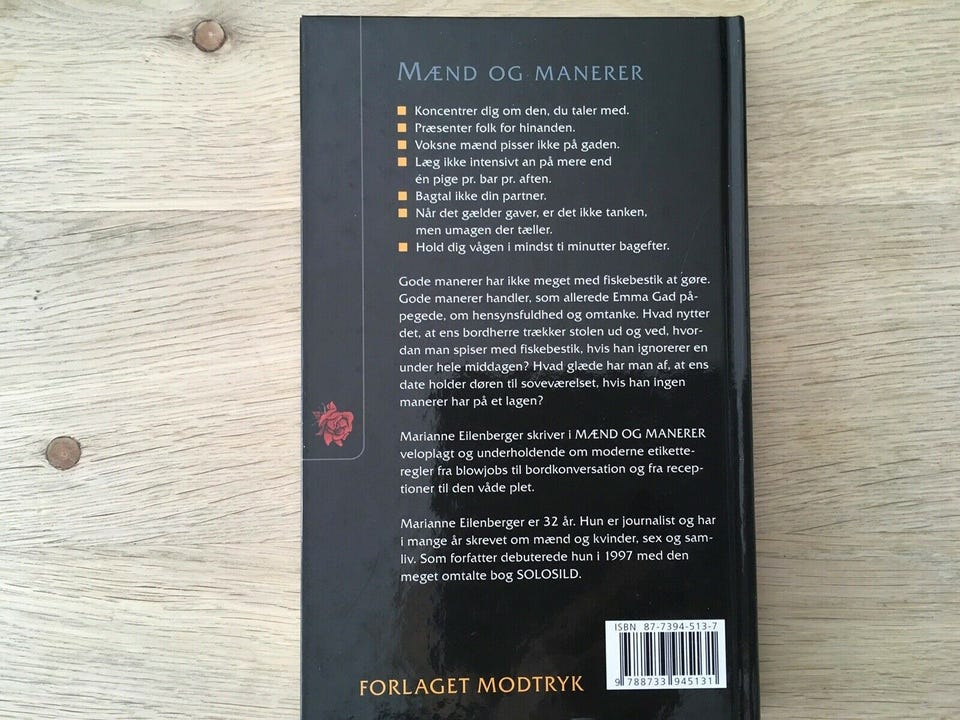 MÆND OG MANERER
Koncentrer dig om den, du taler med.
Præsenter folk for hinanden.
Voksne mænd pisser ikke på gaden.
Læg ikke intensivt an på mere end
én pige pr. bar pr. aften.
Bagtal ikke din partner.
Når det gælder gaver, er det ikke tanken,
men umagen der tæller.
Hold dig vågen i mindst ti minutter bagefter.
Gode manerer har ikke meget med fiskebestik at gøre.
Gode manerer handler, som allerede Emma Gad på-
pegede, om hensynsfuldhed og omtanke. Hvad nytter
det, at ens bordherre trækker stolen ud og ved, hvor-
dan man spiser med fiskebestik, hvis han ignorerer en
under hele middagen? Hvad glæde har man af, at ens
date holder døren til soveværelset, hvis han ingen
manerer har på et lagen?
Marianne Eilenberger skriver i MÆND OG MANERER
veloplagt og underholdende om moderne etikette-
regler fra blowjobs til bordkonversation og fra recep-
tioner til den våde plet.
Marianne Eilenberger er 32 år. Hun er journalist og har
i mange år skrevet om mænd og kvinder, sex og sam-
liv. Som forfatter debuterede hun i 1997 med den
meget omtalte bog SOLOSILD.
ISBN 87-7394-513-7
9 788733 945131
FORLAGET MODTRYK